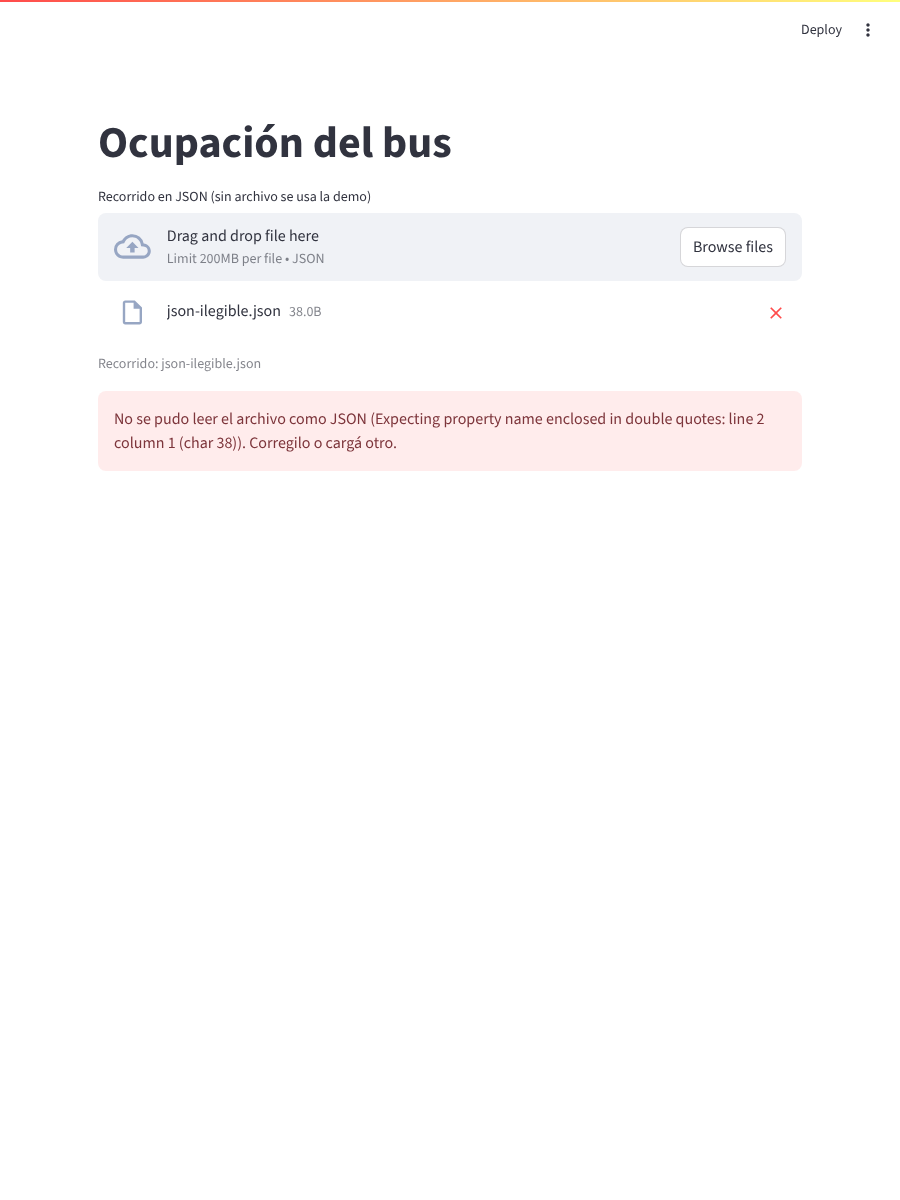 Deploy
Ocupación del bus
Recorrido en JSON (sin archivo se usa la demo)
Drag and drop file here
Limit 200MB per file • JSON
Browse files
json-ilegible.json 38.0B
Recorrido: json-ilegible.json
No se pudo leer el archivo como JSON (Expecting property name enclosed in double quotes: line 2
column 1 (char 38)). Corregilo o cargá otro.